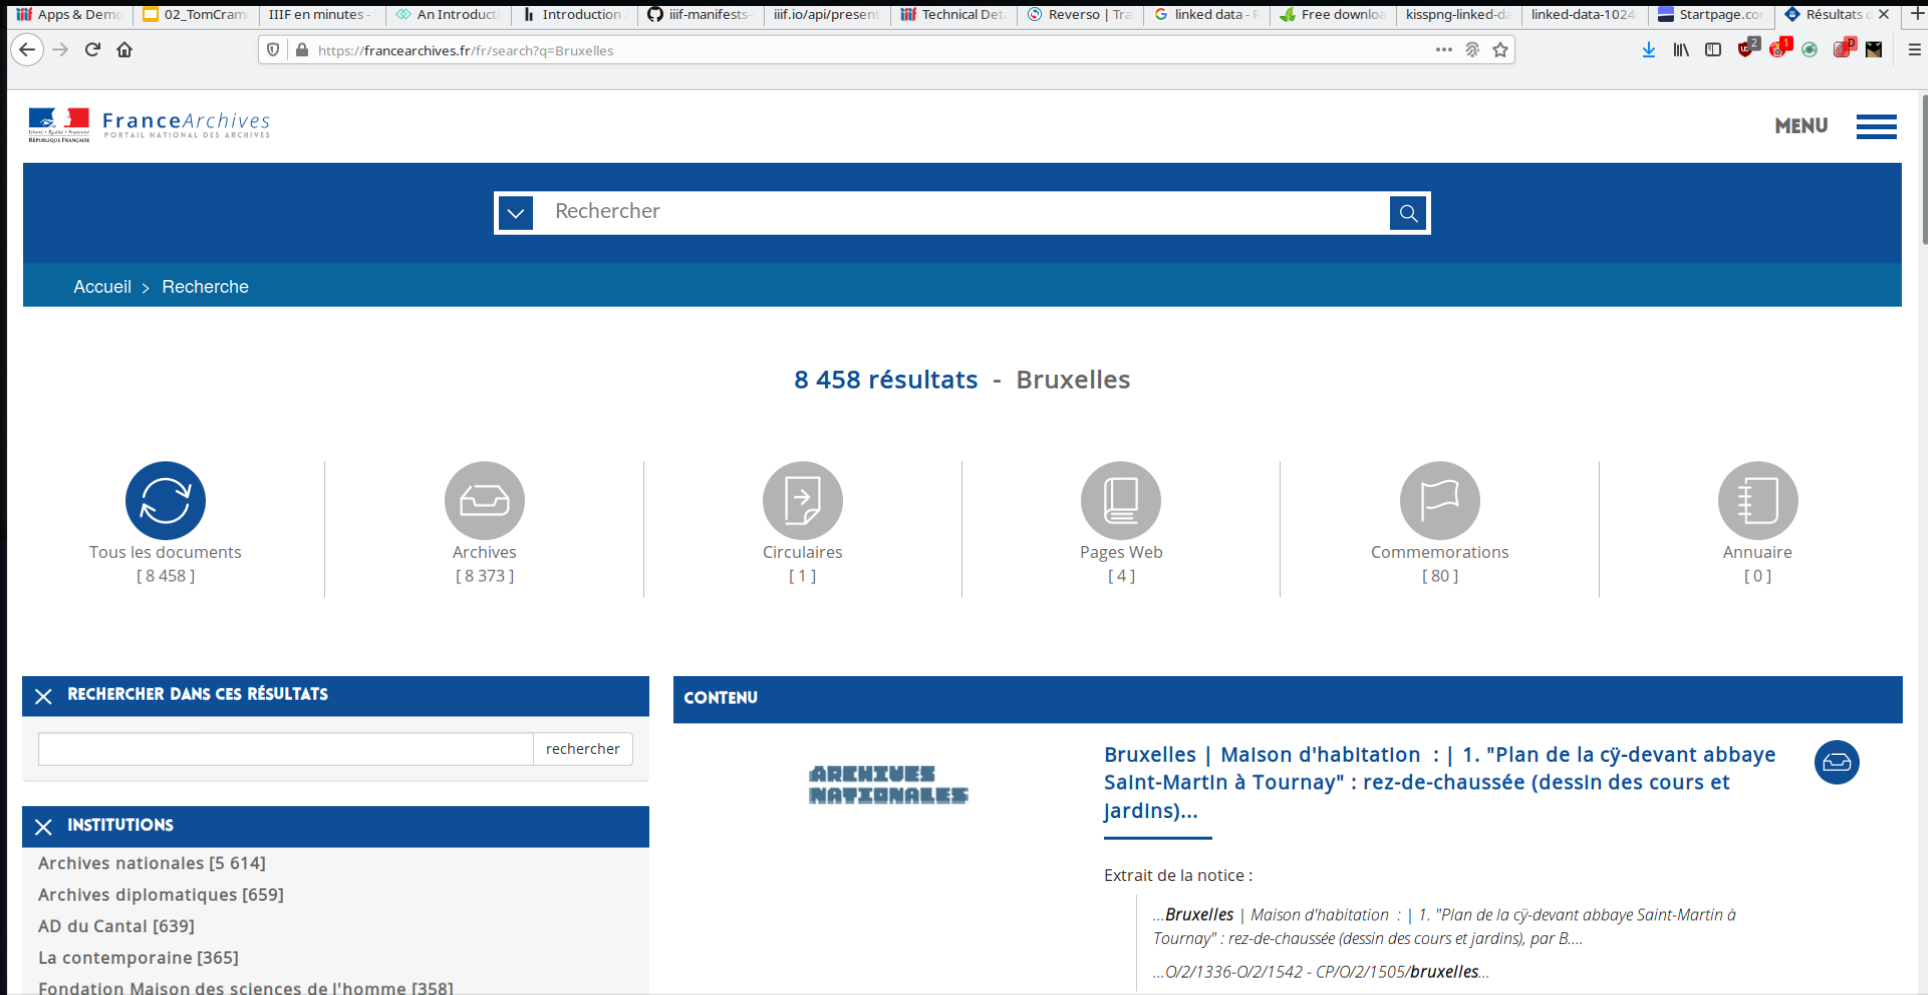 Apps & Demo
02_TomCram
IIIF en minutes -
An Introducti
Introduction
iiif-manifests-
iiif.io/api/present
Technical Det
Reverso | Tra
linked data - R
Free downloa
kisspng-linked-da
linked-data-1024
Startpage.co
Résultats d
https://francearchives.fr/fr/search?q=Bruxelles
2
1
D
RÉPUBLIQUE FRANÇAISE
FranceArchives
PORTAIL NATIONAL DES ARCHIVES
MENU
Rechercher
Accueil > Recherche
8 458 résultats - Bruxelles
Tous les documents
[ 8 458 ]
Archives
[ 8 373 ]
Circulaires
[ 1 ]
Pages Web
[ 4 ]
Commemorations
[ 80 ]
Annuaire
[ 0 ]
RECHERCHER DANS CES RÉSULTATS
rechercher
INSTITUTIONS
Archives nationales [5 614]
Archives diplomatiques [659]
AD du Cantal [639]
La contemporaine [365]
Fondation Maison des sciences de l'homme [358]
CONTENU
ARCHIVES
NATIONALES
Bruxelles | Maison d'habitation : | 1. "Plan de la cÿ-devant abbaye
Saint-Martin à Tournay" : rez-de-chaussée (dessin des cours et
jardins)...
Extrait de la notice :
...Bruxelles | Maison d'habitation : | 1. "Plan de la cÿ-devant abbaye Saint-Martin à
Tournay" : rez-de-chaussée (dessin des cours et jardins), par B....
...O/2/1336-O/2/1542 - CP/O/2/1505/bruxelles...